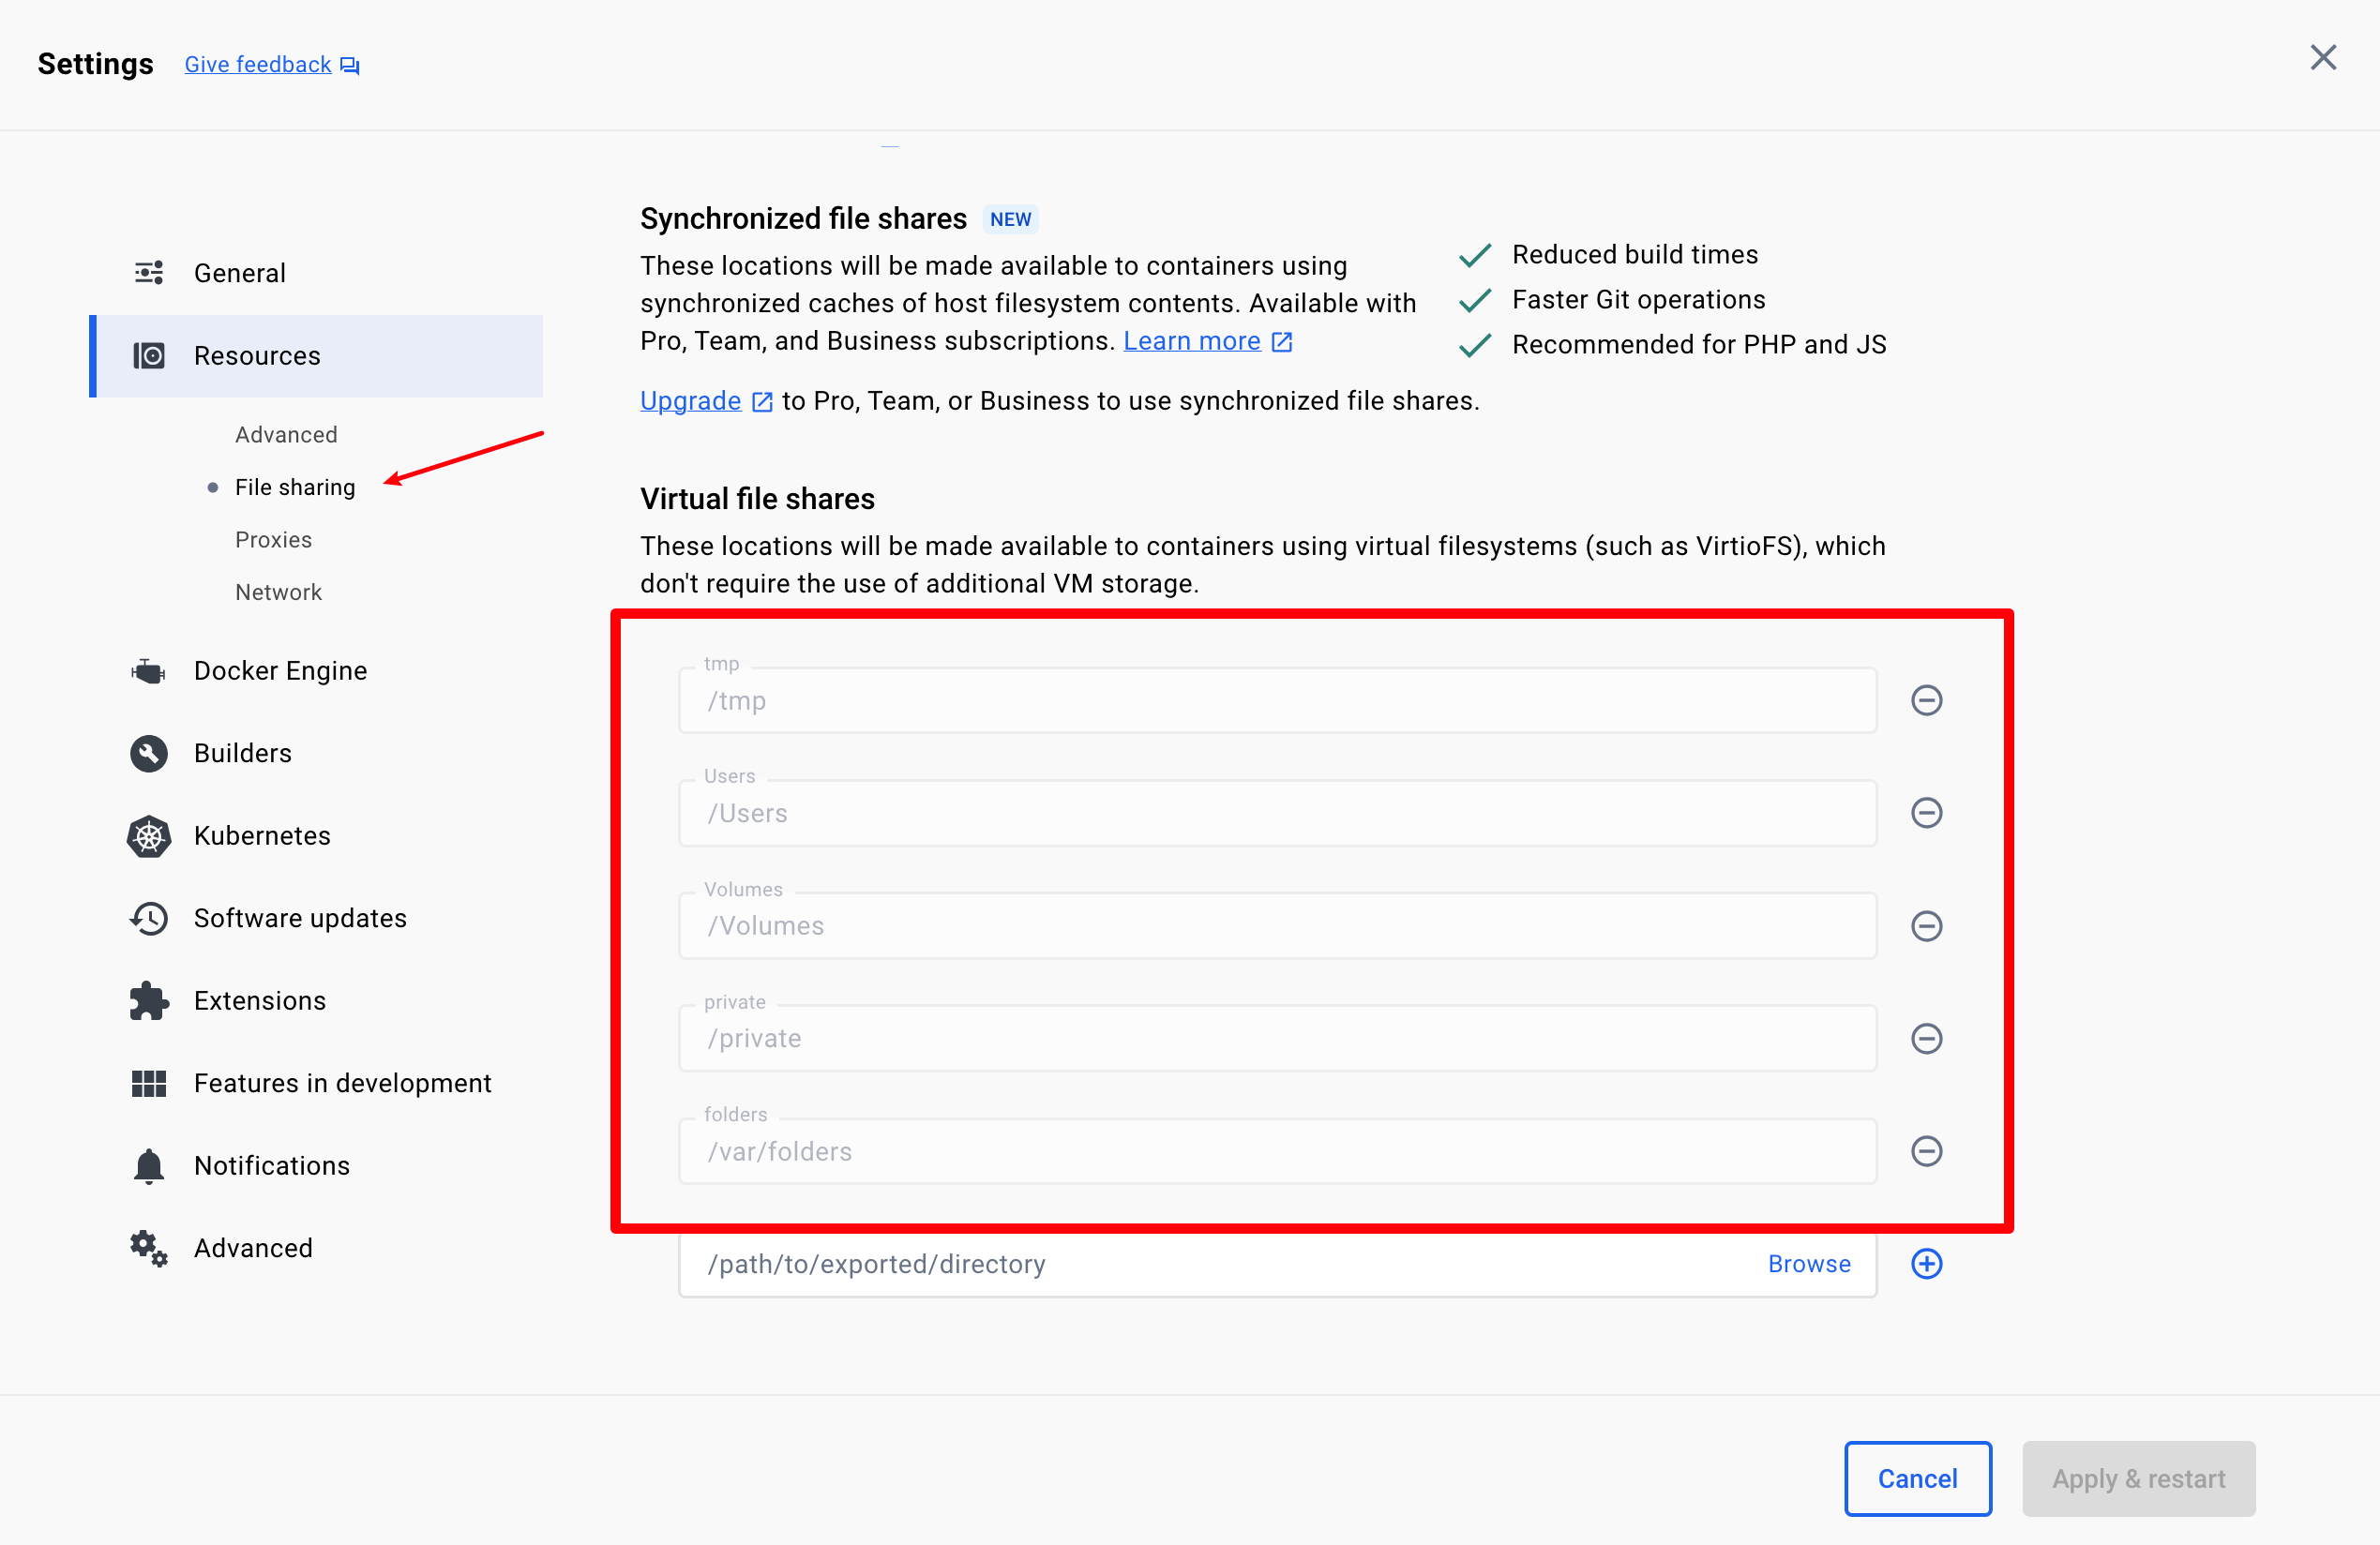 Settings
Give feedback
General
Resources
Advanced
File sharing
Proxies
Network
Docker Engine
Builders
Kubernetes
Software updates
Extensions
Features in development
Notifications
Advanced
Synchronized file shares NEW
These locations will be made available to containers using
synchronized caches of host filesystem contents. Available with
Pro, Team, and Business subscriptions. Learn more
Reduced build times
Faster Git operations
Recommended for PHP and JS
Upgrade to Pro, Team, or Business to use synchronized file shares.
Virtual file shares
These locations will be made available to containers using virtual filesystems (such as VirtioFS), which
don't require the use of additional VM storage.
tmp
/tmp
Users
/Users
Volumes
/Volumes
private
/private
folders
/var/folders
/path/to/exported/directory Browse
Cancel
Apply & restart